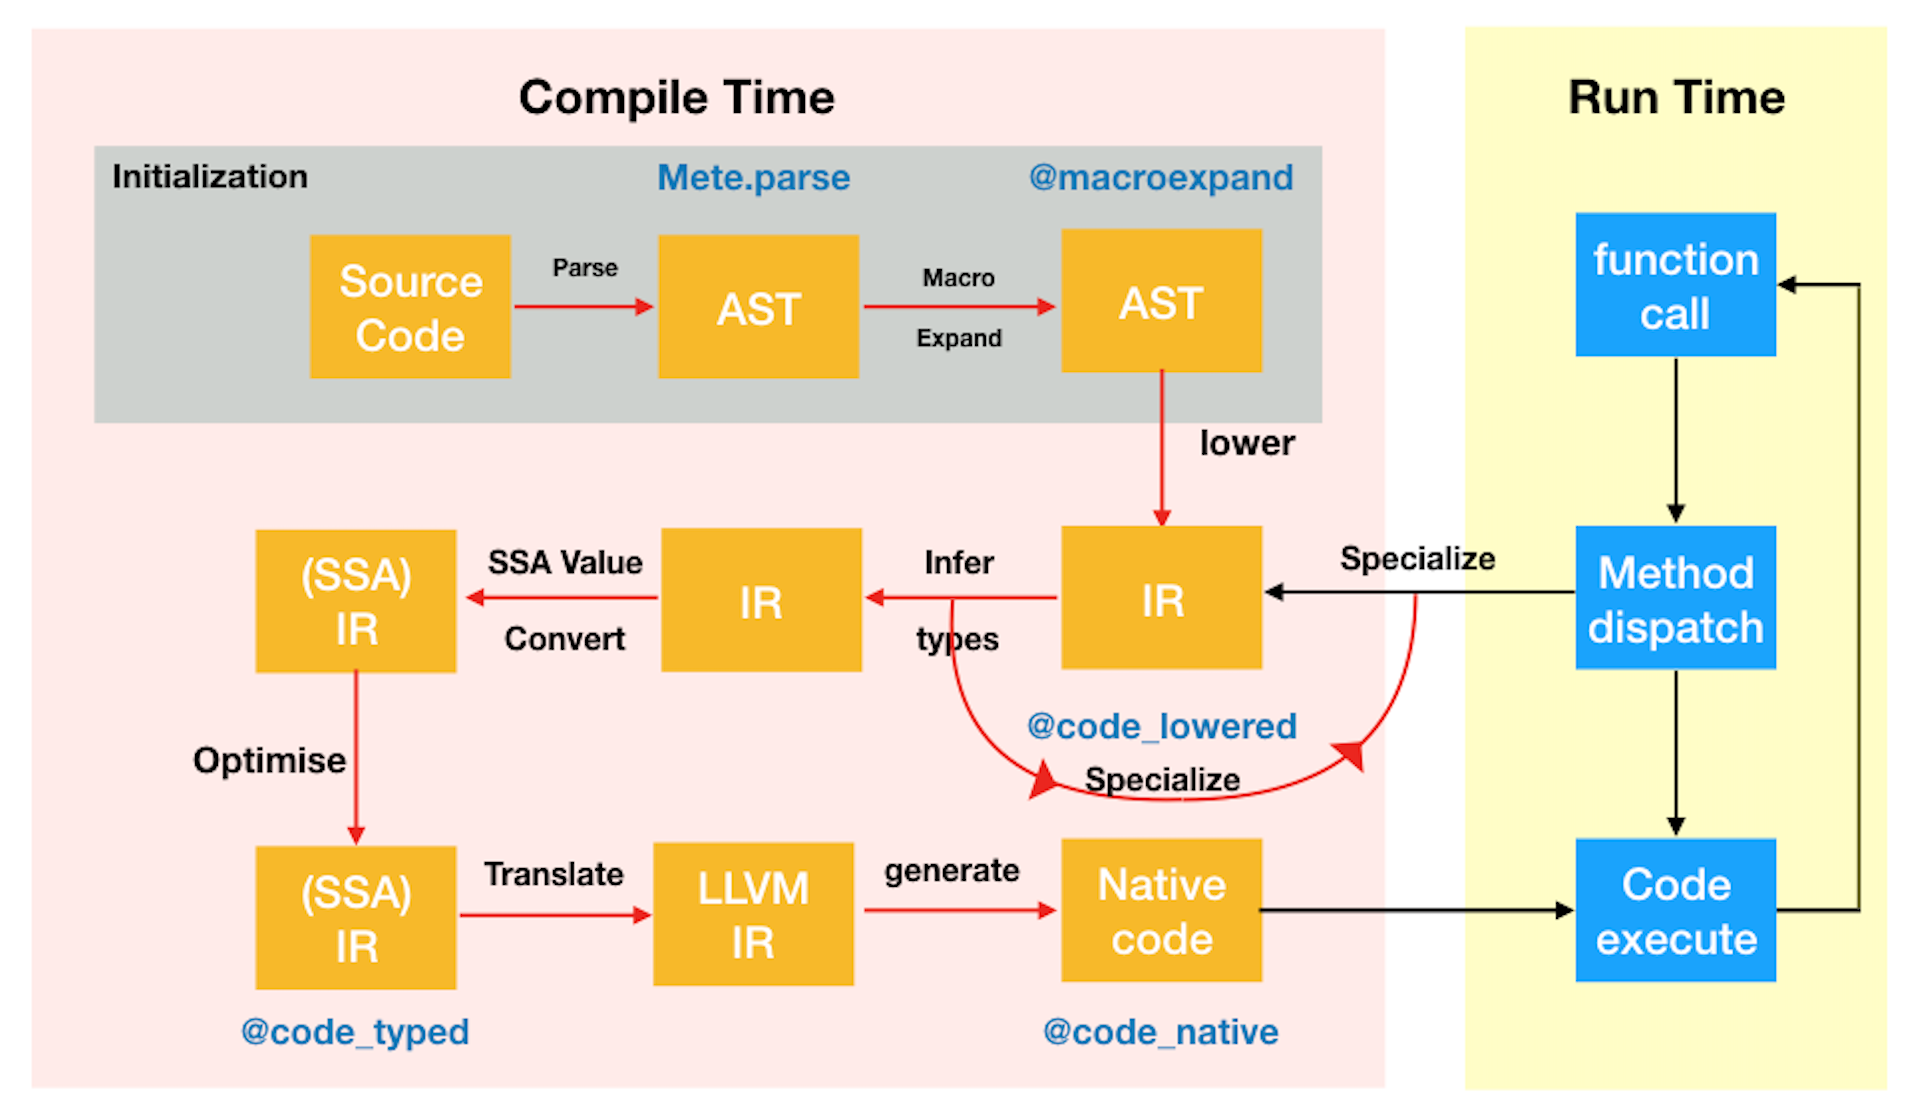 Compile Time
Run Time
Initialization
Mete.parse
@macroexpand
Source
Code
Parse
AST
Macro
Expand
AST
function
call
lower
(SSA)
IR
SSA Value
Convert
IR
Infer
types
IR
Specialize
Method
dispatch
@code_lowered
Specialize
Optimise
(SSA)
IR
Translate
LLVM
IR
generate
Native
code
Code
execute
@code_typed
@code_native